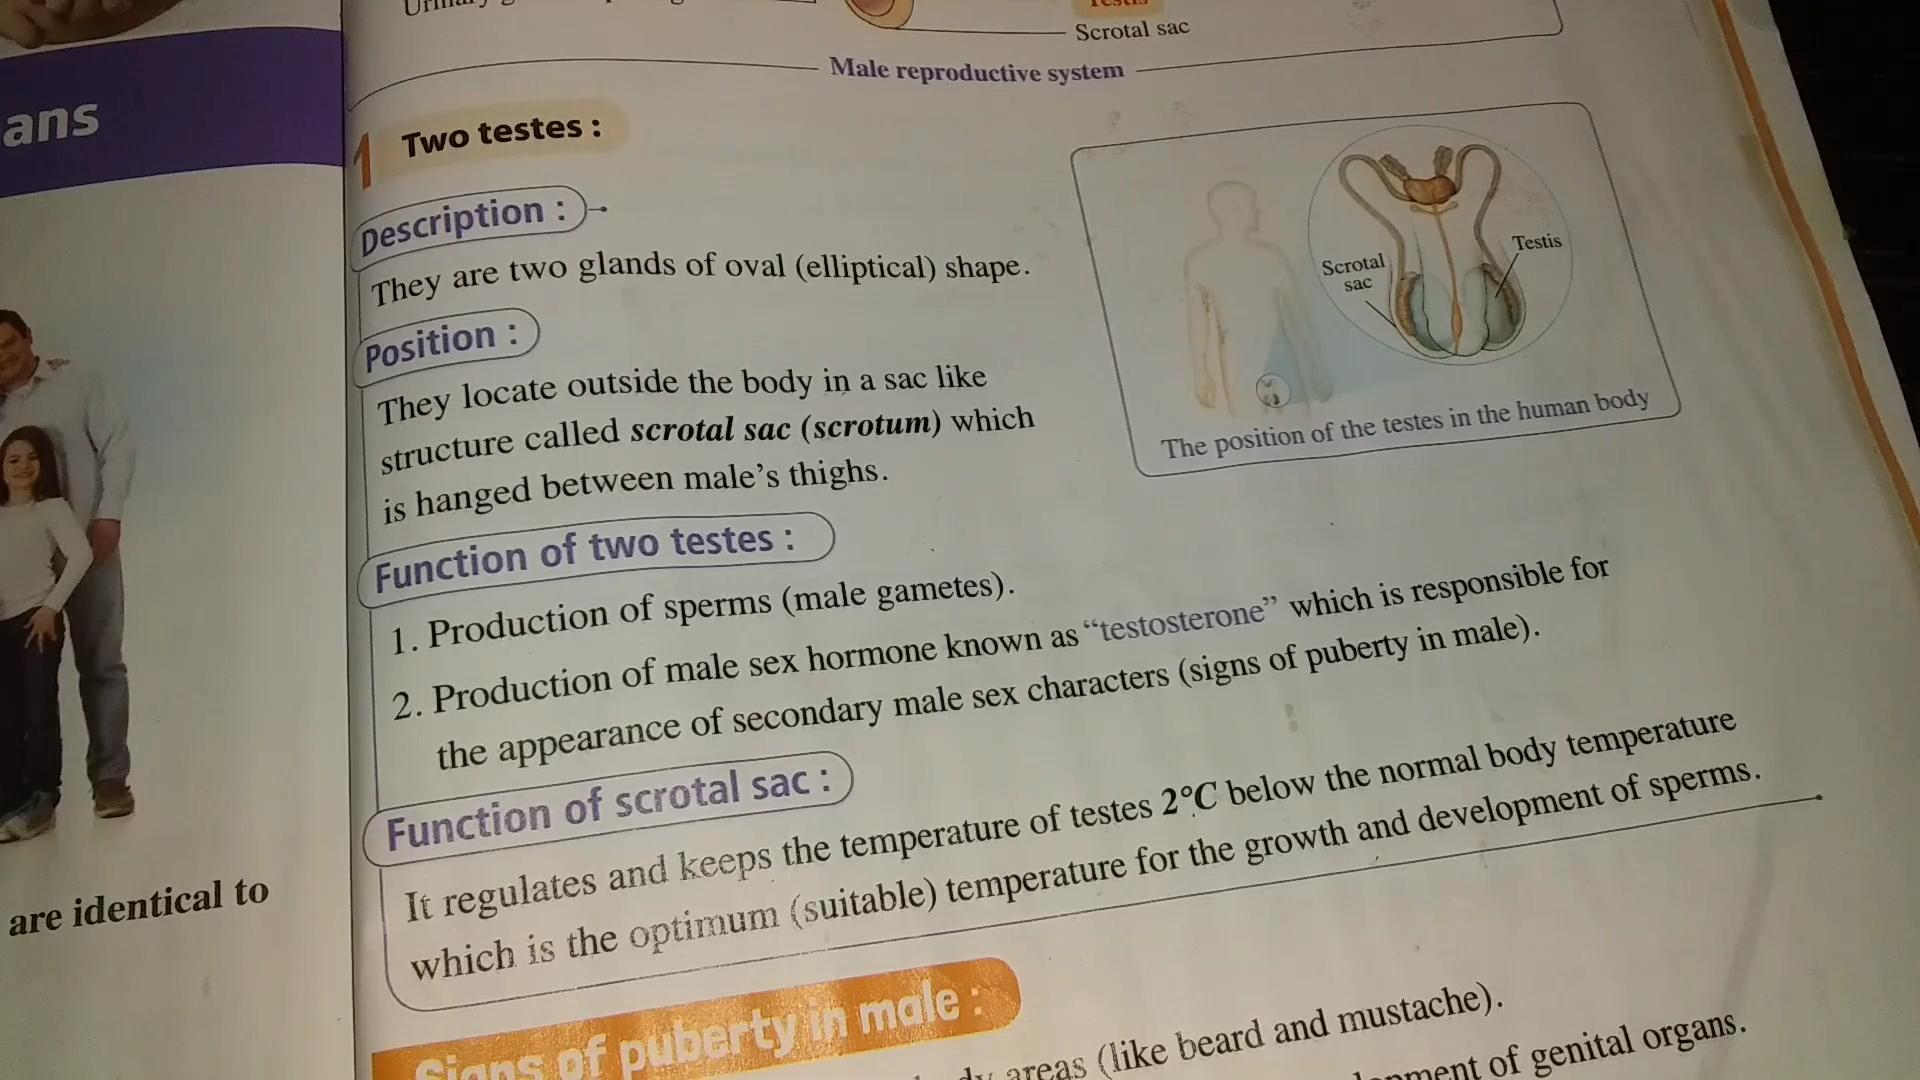 ans
are identical to
Scrotal sac
Male reproductive system
1 Two testes :
Description :
They are two glands of oval (elliptical) shape.
Position :
They locate outside the body in a sac like
structure called scrotal sac (scrotum) which
is hanged between male's thighs.
Scrotal
sac
Testis
The position of the testes in the human body
Function of two testes :
1. Production of sperms (male gametes).
2. Production of male sex hormone known as “testosterone” which is responsible for
the appearance of secondary male sex characters (signs of puberty in male).
Function of scrotal sac :
It regulates and keeps the temperature of testes 2°C below the normal body temperature
which is the optimum (suitable) temperature for the growth and development of sperms.
Signs of puberty in male :
areas (like beard and mustache).
of genital organs.